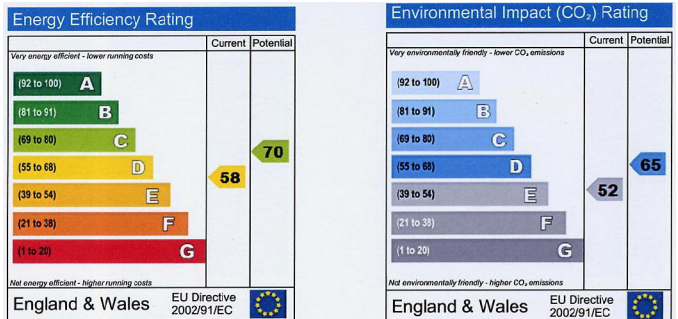 Energy Efficiency Rating
Current Potential
Very energy efficient - lower running costs
(92 to 100) A
(81 to 91) B
(69 to 80) C
(55 to 68) D
(39 to 54) E
(21 to 38) F
(1 to 20) G
58
70
Not energy efficient - higher running costs
England & Wales
EU Directive
2002/91/EC
Environmental Impact (CO₂) Rating
Current Potential
Very environmentally friendly - lower CO₂ emissions
(92 to 100) A
(81 to 91) B
(69 to 80) C
(55 to 68) D
(39 to 54) E
(21 to 38) F
(1 to 20) G
52
65
Not environmentally friendly - higher CO₂ emissions
England & Wales
EU Directive
2002/91/EC